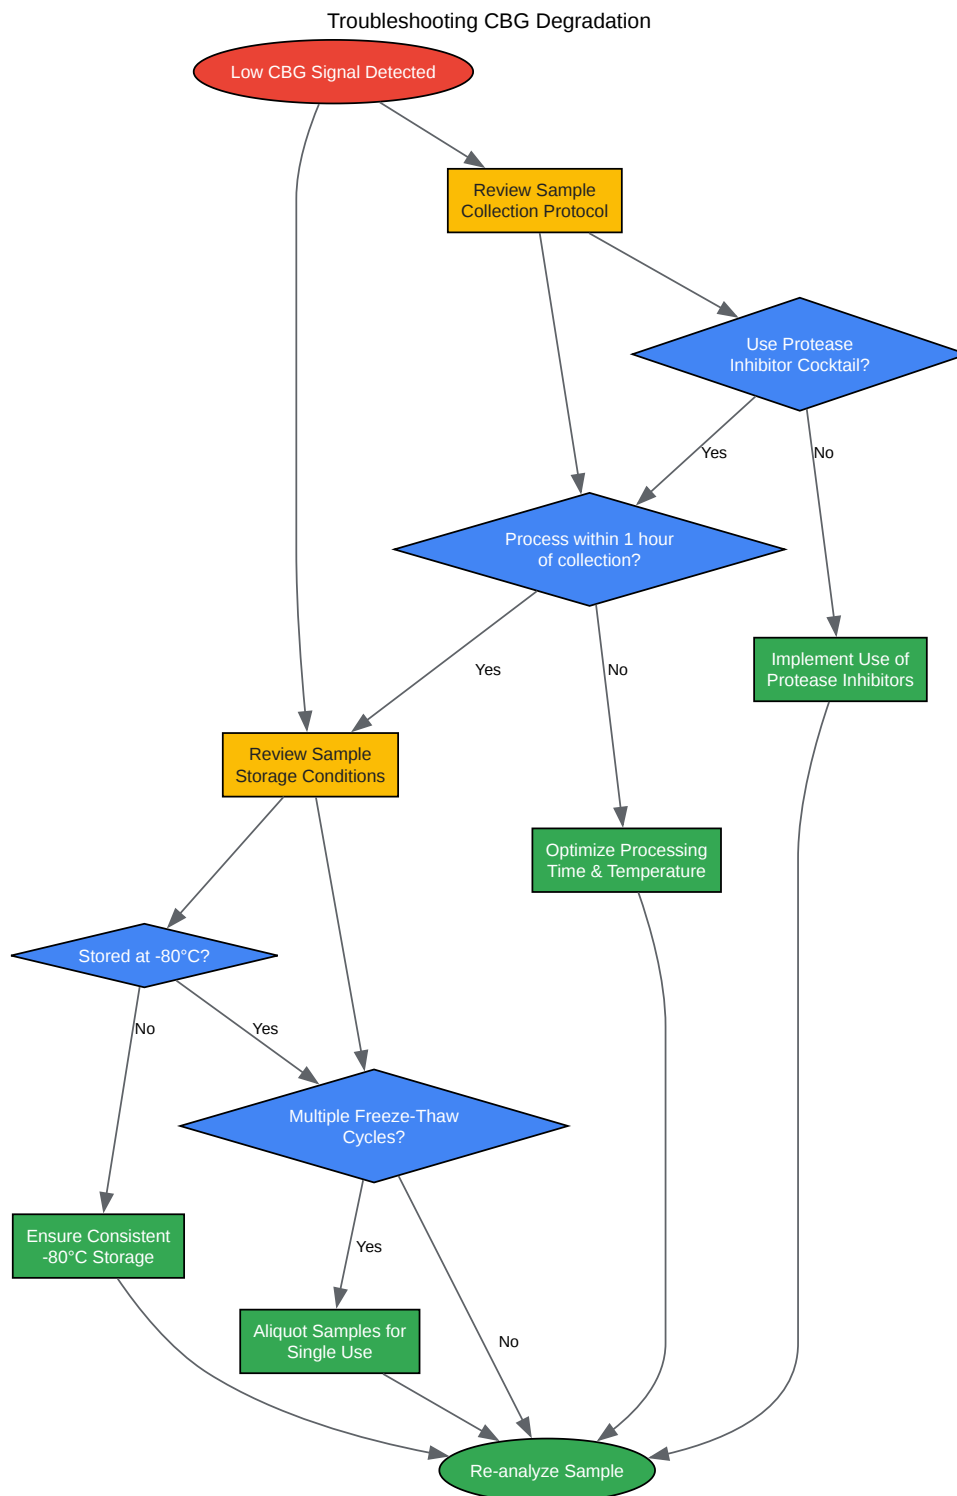 Troubleshooting CBG Degradation
Low CBG Signal Detected
Review Sample
Collection Protocol
Use Protease
Inhibitor Cocktail?
Yes
No
Process within 1 hour
of collection?
Yes
No
Implement Use of
Protease Inhibitors
Review Sample
Storage Conditions
Optimize Processing
Time & Temperature
Stored at -80°C?
No
Yes
Multiple Freeze-Thaw
Cycles?
Ensure Consistent
-80°C Storage
Yes
No
Aliquot Samples for
Single Use
Re-analyze Sample